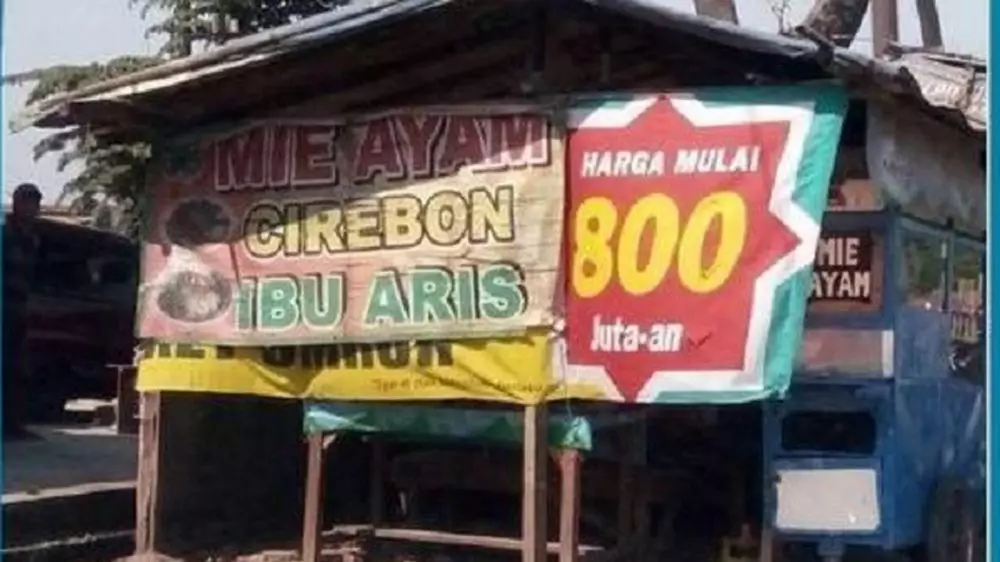 MIE AYAM
CIREBON
IBU ARIS
HARGA MULAI
800
Juta-an
MIE
AYAM